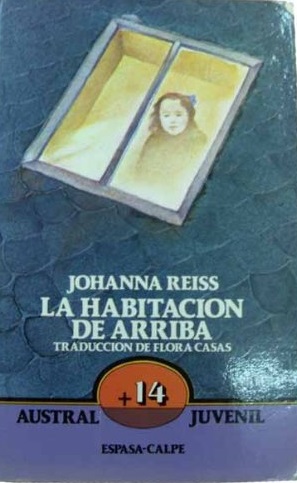 JOHANNA REISS
LA HABITACION
DE ARRIBA
TRADUCCION DE FLORA CASAS
+14
AUSTRAL JUVENIL
ESPASA-CALPE